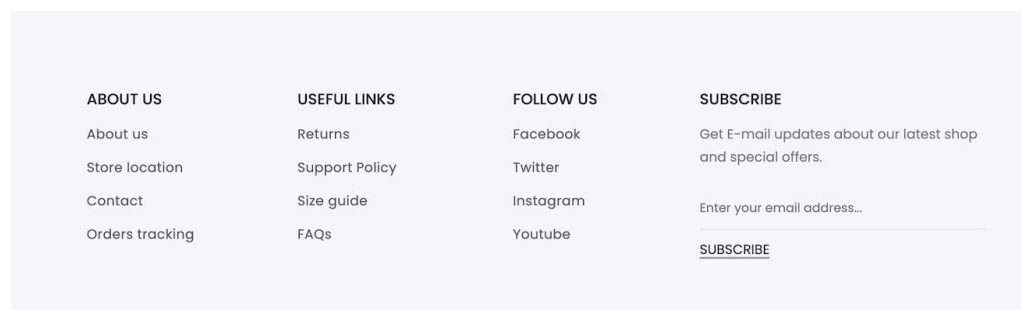 ABOUT US
About us
Store location
Contact
Orders tracking
USEFUL LINKS
Returns
Support Policy
Size guide
FAQs
FOLLOW US
Facebook
Twitter
Instagram
Youtube
SUBSCRIBE
Get E-mail updates about our latest shop
and special offers.
Enter your email address...
SUBSCRIBE